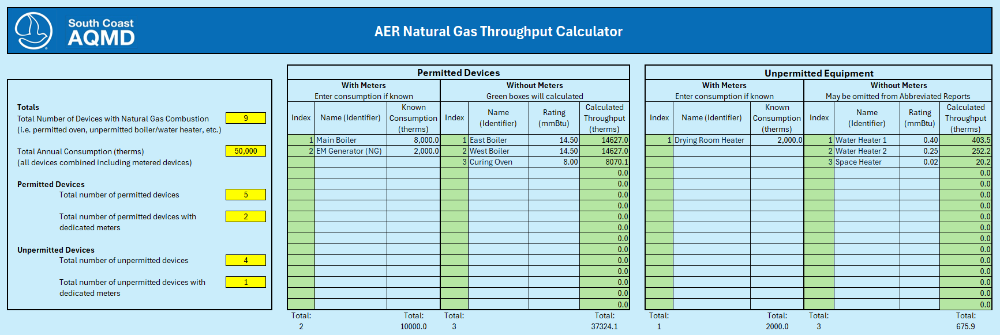 South Coast
AQMD
AER Natural Gas Throughput Calculator
Totals
Total Number of Devices with Natural Gas Combustion 9
(i.e. permitted oven, unpermitted boiler/water heater, etc.)
Total Annual Consumption (therms) 50,000
(all devices combined including metered devices)
Permitted Devices
Total number of permitted devices 5
Total number of permitted devices with 2
dedicated meters
Unpermitted Devices
Total number of unpermitted devices 4
Total number of unpermitted devices with 1
dedicated meters
Permitted Devices
With Meters Without Meters
Enter consumption if known Green boxes will calculated
Index Name (Identifier) Known Consumption (therms) Index Name (Identifier) Rating (mmBtu) Calculated Throughput (therms)
1 Main Boiler 8,000.0 1 East Boiler 14.50 14627.0
2 EM Generator (NG) 2,000.0 2 West Boiler 14.50 14627.0
3 Curing Oven 8.00 8070.1
0.0
0.0
0.0
0.0
0.0
0.0
0.0
0.0
0.0
0.0
0.0
0.0
0.0
Total: Total: Total: Total:
2 10000.0 3 37324.1
Unpermitted Equipment
With Meters Without Meters
Enter consumption if known May be omitted from Abbreviated Reports
Index Name (Identifier) Known Consumption (therms) Index Name (Identifier) Rating (mmBtu) Calculated Throughput (therms)
1 Drying Room Heater 2,000.0 1 Water Heater 1 0.40 403.5
2 Water Heater 2 0.25 252.2
3 Space Heater 0.02 20.2
0.0
0.0
0.0
0.0
0.0
0.0
0.0
0.0
0.0
0.0
0.0
0.0
0.0
Total: Total: Total: Total:
1 2000.0 3 675.9